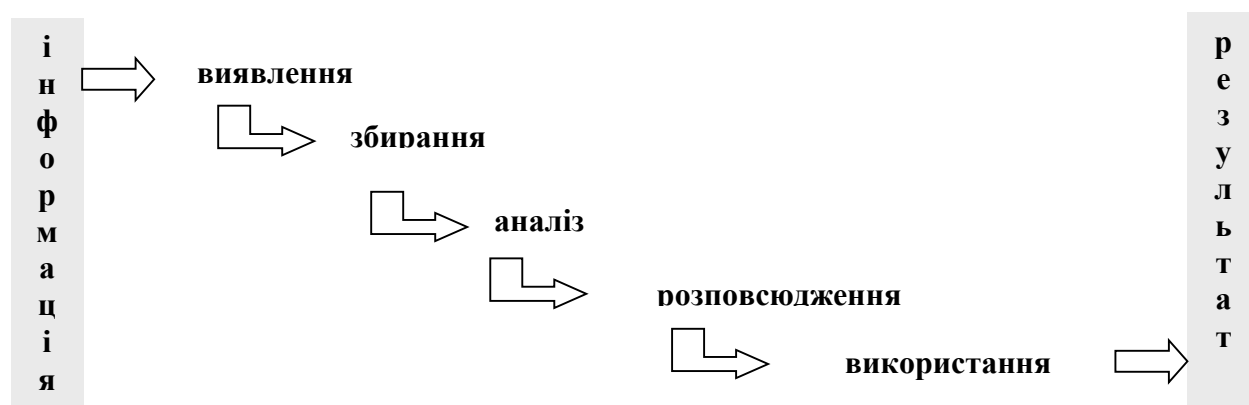 інформація
виявлення
збирання
аналіз
розповсюдження
використання
результат